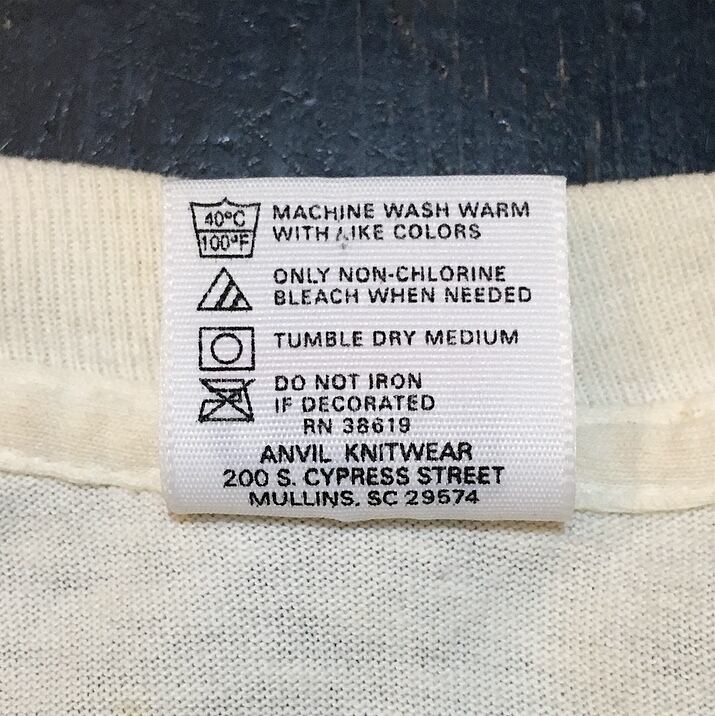 40°C
100°F
MACHINE WASH WARM
WITH LIKE COLORS
ONLY NON-CHLORINE
BLEACH WHEN NEEDED
TUMBLE DRY MEDIUM
DO NOT IRON
IF DECORATED
RN 38619
ANVIL KNITWEAR
200 S. CYPRESS STREET
MULLINS, SC 29574